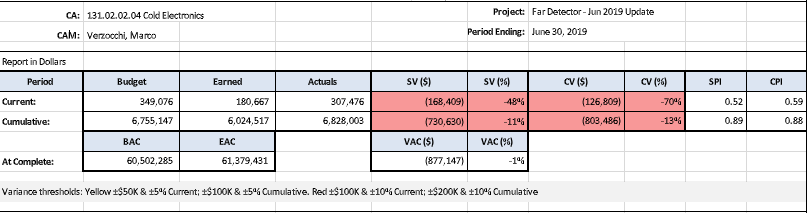 CA: 131.02.02.04 Cold Electronics Project: Far Detector - Jun 2019 Update
CAM: Verzocchi, Marco Period Ending: June 30, 2019
Report in Dollars
Period Budget Earned Actuals SV ($) SV (%) CV ($) CV (%) SPI CPI
Current: 349,076 180,667 307,476 (168,409) -48% (126,809) -70% 0.52 0.59
Cumulative: 6,755,147 6,024,517 6,828,003 (730,630) -11% (803,486) -13% 0.89 0.88
BAC EAC VAC ($) VAC (%)
At Complete: 60,502,285 61,379,431 (877,147) -1%
Variance thresholds: Yellow ±$50K & ±5% Current; ±$100K & ±5% Cumulative. Red ±$100K & ±10% Current; ±$200K & ±10% Cumulative